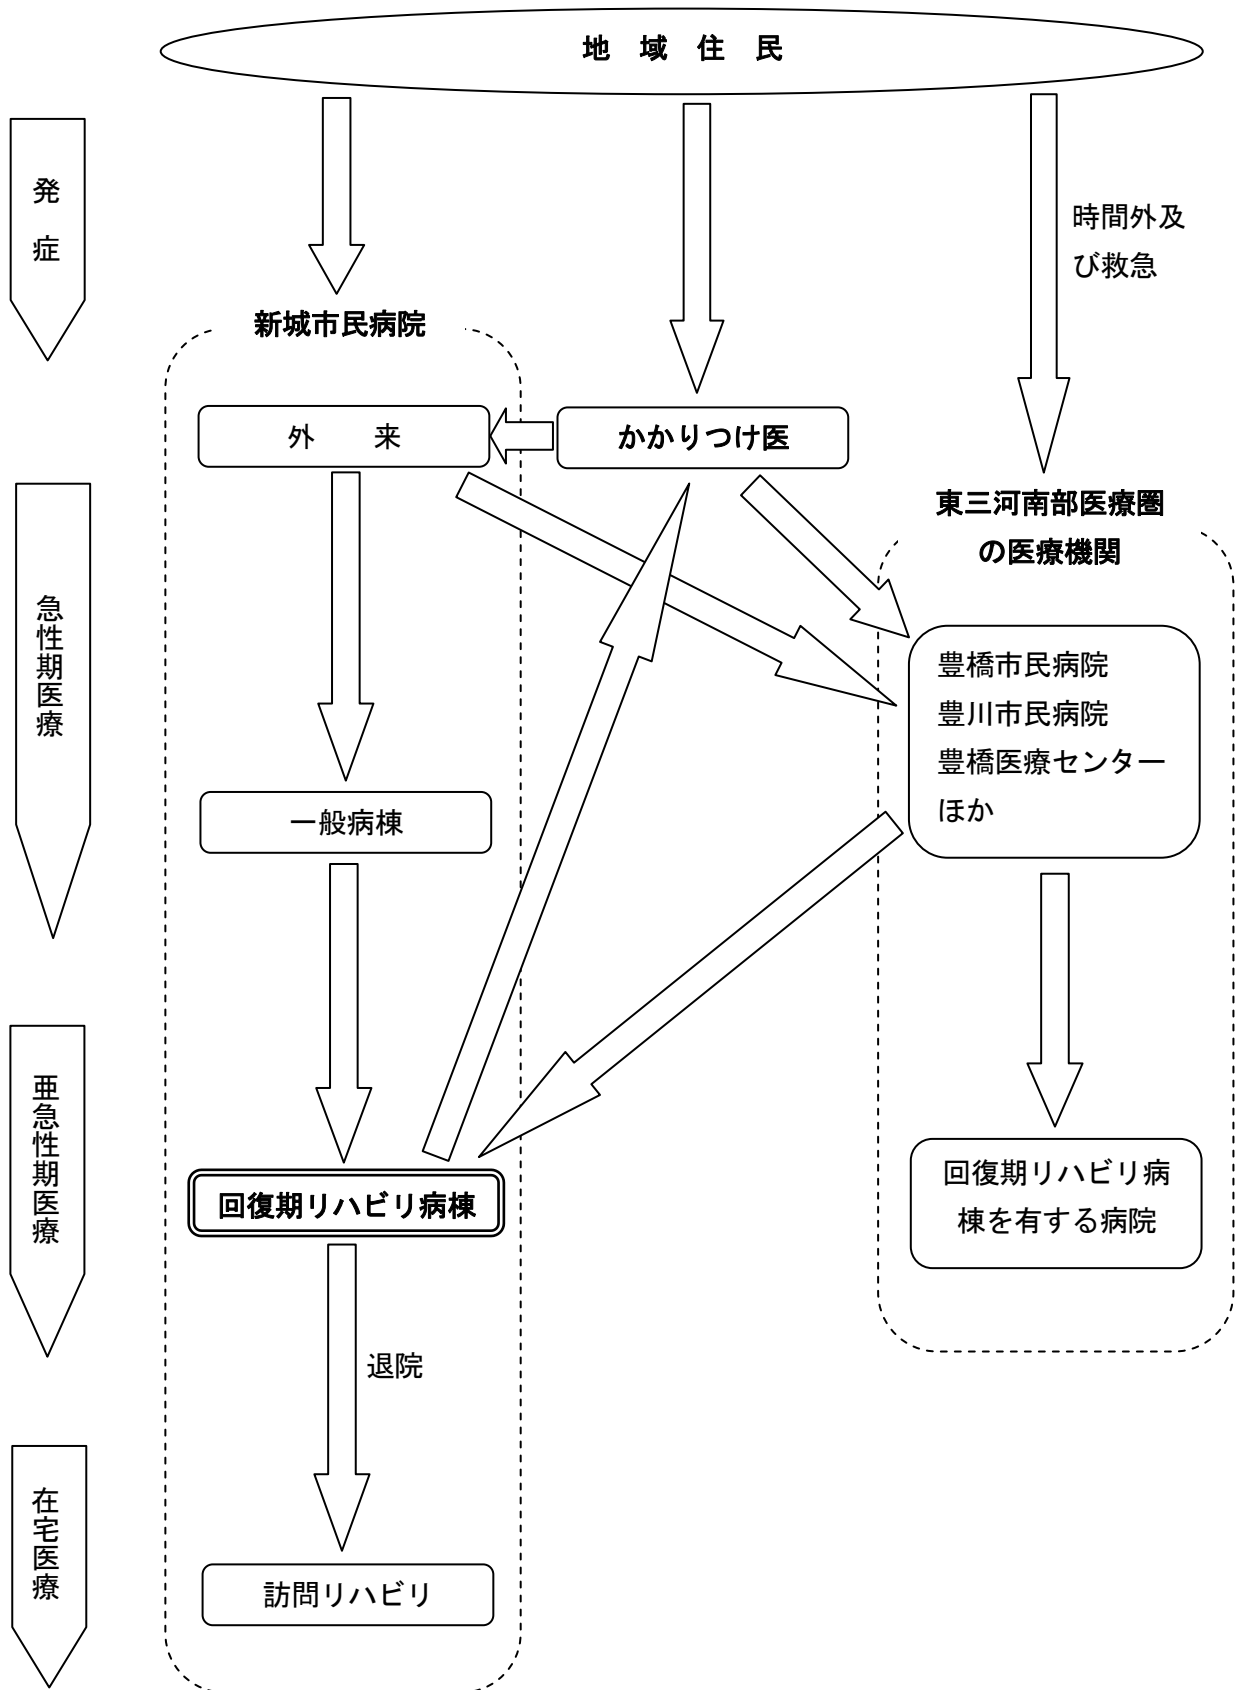 地 域 住 民
発症
時間外及
び救急
新城市民病院
外 来
かかりつけ医
東三河南部医療圏
の医療機関
急性期医療
豊橋市民病院
豊川市民病院
豊橋医療センター
ほか
一般病棟
亜急性期医療
回復期リハビリ病棟
回復期リハビリ病
棟を有する病院
退院
在宅医療
訪問リハビリ